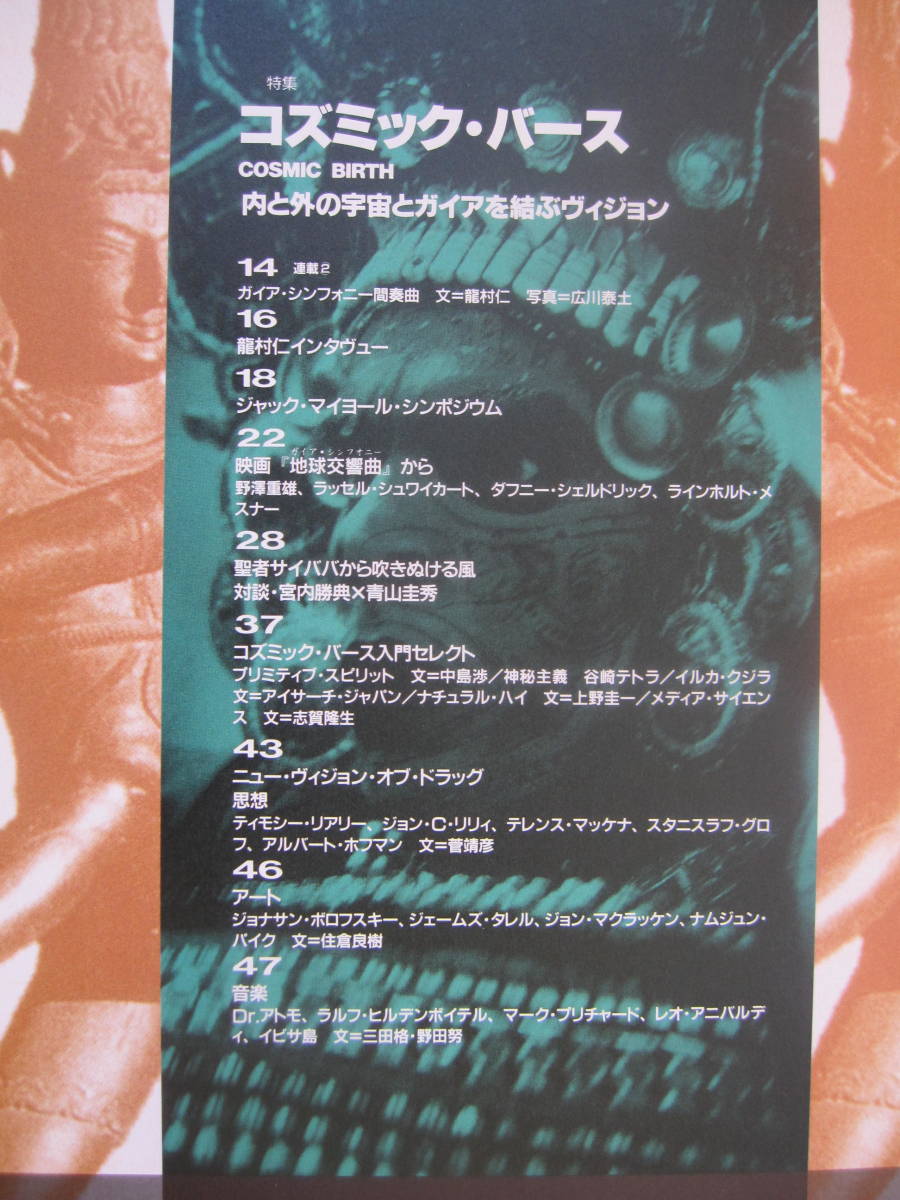 特集
コズミック・バース
COSMIC BIRTH
内と外の宇宙とガイアを結ぶヴィジョン
14 連載2
ガイア・シンフォニー間奏曲 文=龍村仁 写真=広川泰士
16
龍村仁インタヴュー
18
ジャック・マイヨール・シンポジウム
22
ガイア・シンフォニー
映画『地球交響曲』から
野澤重雄、ラッセル・シュワイカート、ダフニー・シェルドリック、ラインホルト・メ
スナー
28
聖者サイババから吹きぬける風
対談・宮内勝典×青山圭秀
37
コズミック・バース入門セレクト
プリミティブ・スピリット 文=中島渉/神秘主義 谷崎テトラ/イルカ・クジラ
文=アイサーチ・ジャパン/ナチュラル・ハイ 文=上野圭一/メディア・サイエン
ス 文=志賀隆生
43
ニュー・ヴィジョン・オブ・ドラッグ
思想
ティモシー・リアリー、ジョン・C・リリィ、テレンス・マッケナ、スタニスラフ・グロ
フ、アルバート・ホフマン 文=菅靖彦
46
アート
ジョナサン・ボロフスキー、ジェームズ・タレル、ジョン・マクラッケン、ナムジュン・
パイク 文=住倉良樹
47
音楽
Dr.アトモ、ラルフ・ヒルデンボイテル、マーク・プリチャード、レオ・アニバルデ
ィ、イビサ島 文=三田格・野田努